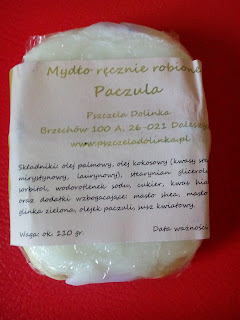 Mydło ręcznie robione
Paczula
Pszczela Dolinka
Brzechów 100 A, 26-021 Daleszyce
www.pszczeladolinka.pl
Składniki: olej palmowy, olej kokosowy (kwasy
mirystynowy, laurynowy), stearynian
sorbitol, wodorotlenek sodu, cukier, kwas
oraz dodatki wzbogacające: masło shea, masło
glinka zielona, olejek paczuli, susz kwiatowy.
Waga: ok. 110 gr.
Data ważności